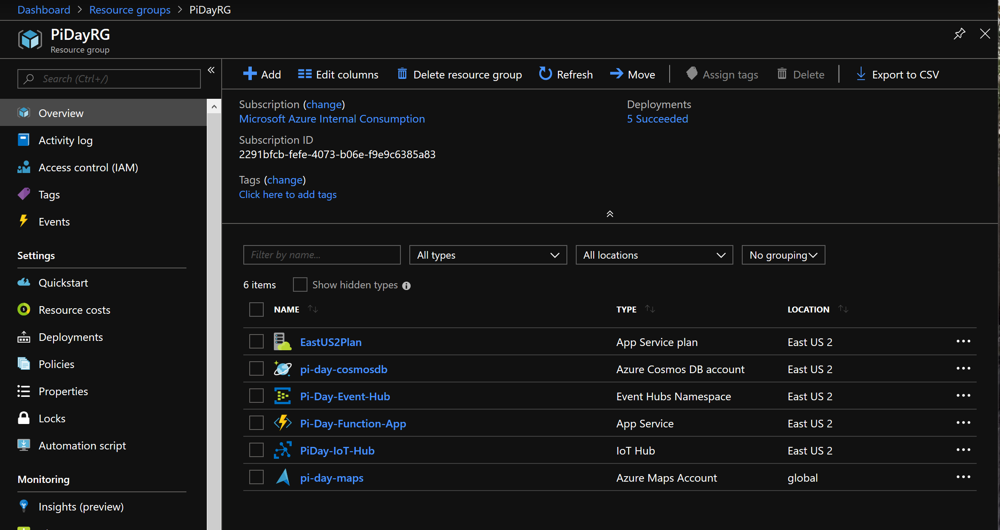 Dashboard > Resource groups > PiDayRG
PiDayRG
Resource group
Search (Ctrl+/)
Overview
Activity log
Access control (IAM)
Tags
Events
Settings
Quickstart
Resource costs
Deployments
Policies
Properties
Locks
Automation script
Monitoring
Insights (preview)
Add Edit columns Delete resource group Refresh Move Assign tags Delete Export to CSV
Subscription (change)
Microsoft Azure Internal Consumption
Deployments
5 Succeeded
Subscription ID
2291bfcb-fefe-4073-b06e-f9e9c6385a83
Tags (change)
Click here to add tags
Filter by name... All types All locations No grouping
6 items Show hidden types
NAME TYPE LOCATION
EastUS2Plan App Service plan East US 2
pi-day-cosmosdb Azure Cosmos DB account East US 2
Pi-Day-Event-Hub Event Hubs Namespace East US 2
Pi-Day-Function-App App Service East US 2
PiDay-IoT-Hub IoT Hub East US 2
pi-day-maps Azure Maps Account global